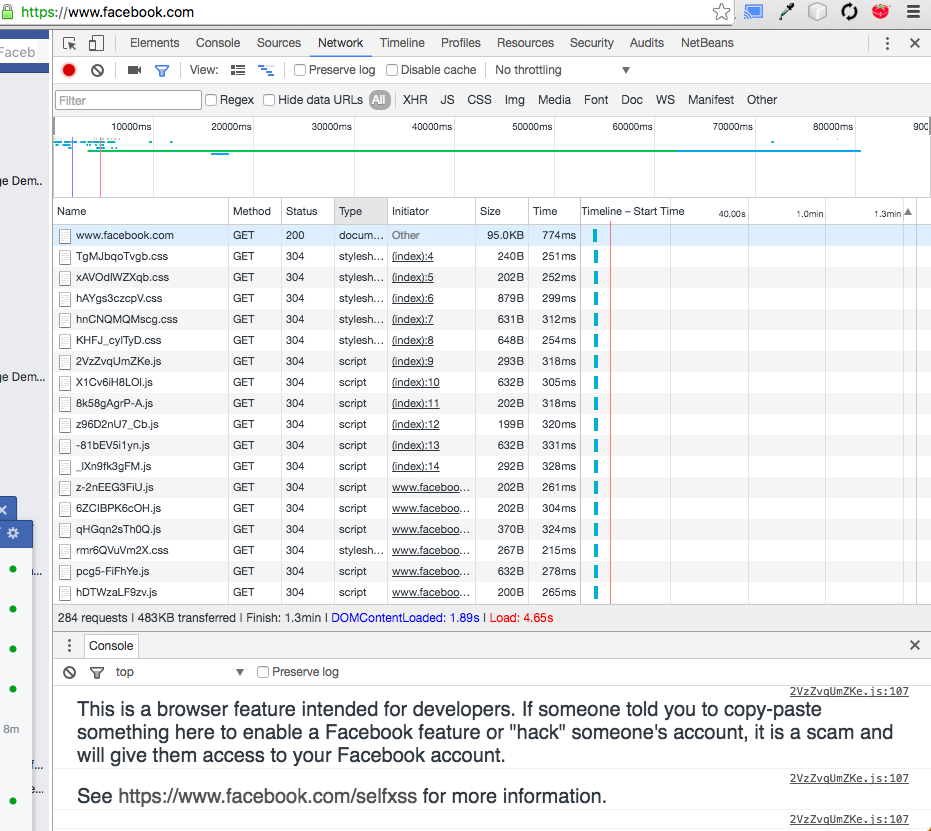 https://www.facebook.com
Faceb
Elements Console Sources Network Timeline Profiles Resources Security Audits NetBeans
View: Preserve log Disable cache No throttling
Filter Regex Hide data URLs All XHR JS CSS Img Media Font Doc WS Manifest Other
10000ms 20000ms 30000ms 40000ms 50000ms 60000ms 70000ms 80000ms 900
ge Dem..
Name Method Status Type Initiator Size Time Timeline – Start Time 40.00s 1.0min 1.3min
www.facebook.com GET 200 docum... Other 95.0KB 774ms
TgMJbqoTvgb.css GET 304 stylesh... (index):4 240B 251ms
xAVOdlWZXqb.css GET 304 stylesh... (index):5 202B 252ms
hAYgs3czcpV.css GET 304 stylesh... (index):6 879B 299ms
hnCNQMQMscg.css GET 304 stylesh... (index):7 631B 312ms
KHFJ_cylTyD.css GET 304 stylesh... (index):8 648B 254ms
2VzZvqUmZKe.js GET 304 script (index):9 293B 318ms
ge Dem...
X1Cv6iH8LOl.js GET 304 script (index):10 632B 305ms
8k58gAgrP-A.js GET 304 script (index):11 202B 318ms
z96D2nU7_Cb.js GET 304 script (index):12 199B 320ms
-81bEV5i1yn.js GET 304 script (index):13 632B 331ms
_lXn9fk3gFM.js GET 304 script (index):14 292B 328ms
z-2nEEG3FiU.js GET 304 script www.faceboo... 202B 261ms
6ZCIBPK6cOH.js GET 304 script www.faceboo... 202B 304ms
qHGqn2sTh0Q.js GET 304 script www.faceboo... 370B 324ms
rmr6QVuVm2X.css GET 304 stylesh... www.faceboo... 267B 215ms
pcg5-FiFhYe.js GET 304 script www.faceboo... 632B 278ms
hDTWzaLF9zv.js GET 304 script www.faceboo... 200B 265ms
284 requests | 483KB transferred | Finish: 1.3min | DOMContentLoaded: 1.89s | Load: 4.65s
Console
top Preserve log
2VzZvqUmZKe.js:107
This is a browser feature intended for developers. If someone told you to copy-paste
something here to enable a Facebook feature or "hack" someone's account, it is a scam and
8m
will give them access to your Facebook account.
f...
2VzZvqUmZKe.js:107
e...
See https://www.facebook.com/selfxss for more information.
2VzZvqUmZKe.js:107